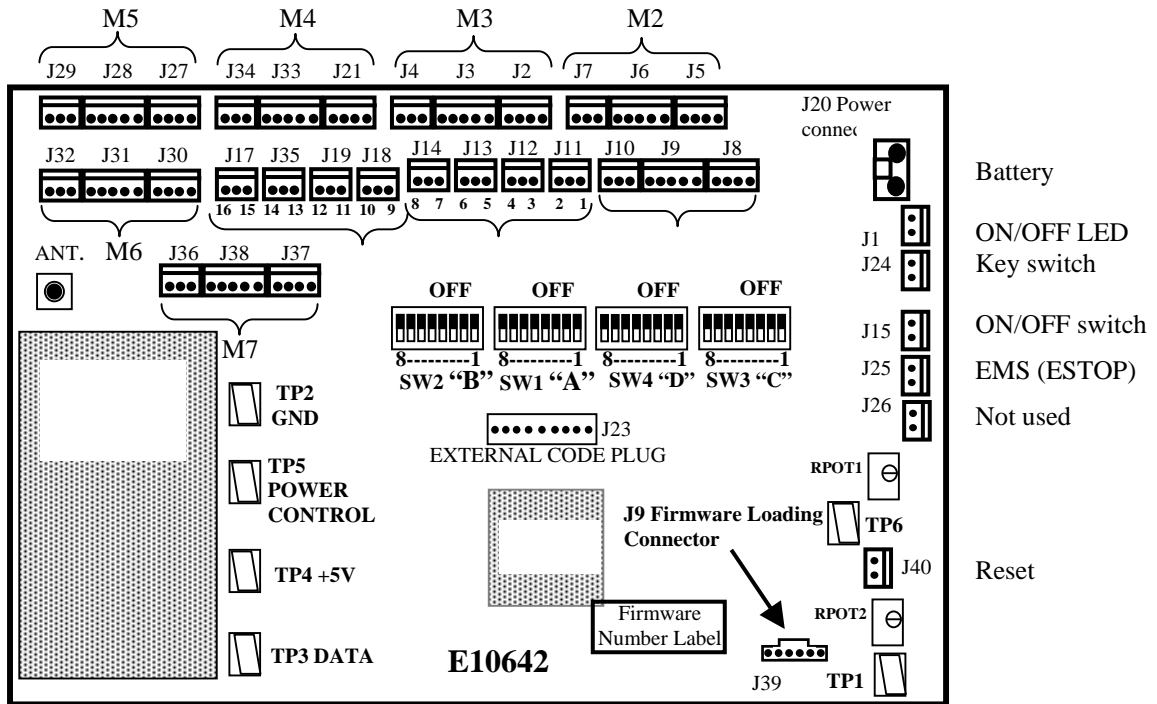 M5 M4 M3 M2
J29 J28 J27 J34 J33 J21 J4 J3 J2 J7 J6 J5
J20 Power
connec
J32 J31 J30 J17 J35 J19 J18 J14 J13 J12 J11 J10 J9 J8
Battery
16 15 14 13 12 11 10 9 8 7 6 5 4 3 2 1
J1 ON/OFF LED
ANT. M6 J36 J38 J37
J24 Key switch
OFF OFF OFF OFF
J15 ON/OFF switch
M7
8--------1 8--------1 8--------1 8--------1
SW2 “B” SW1 “A” SW4 “D” SW3 “C”
J25 EMS (ESTOP)
TP2
GND
J26 Not used
J23
EXTERNAL CODE PLUG
TP5
POWER
CONTROL
RPOT1
J9 Firmware Loading
Connector
TP6
TP4 +5V
J40 Reset
Firmware
Number Label
RPOT2
TP3 DATA
E10642
J39
TP1